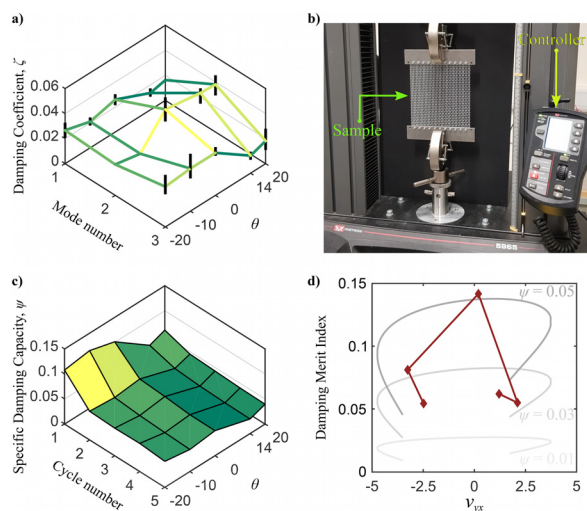 a)
Damping Coefficient, ζ
0.06
0.04
0.02
0
1
2
3
Mode number
-20
-10
0
14
20
θ
b)
Controller
Sample
5965
c)
Specific Damping Capacity, ψ
0.15
0.1
0.05
0
1
2
3
4
5
Cycle number
-20
-10
0
14
20
θ
d)
Damping Merit Index
0.15
0.1
0.05
0
-5
-2.5
0
2.5
5
ν_yx
ψ = 0.05
ψ = 0.03
ψ = 0.01